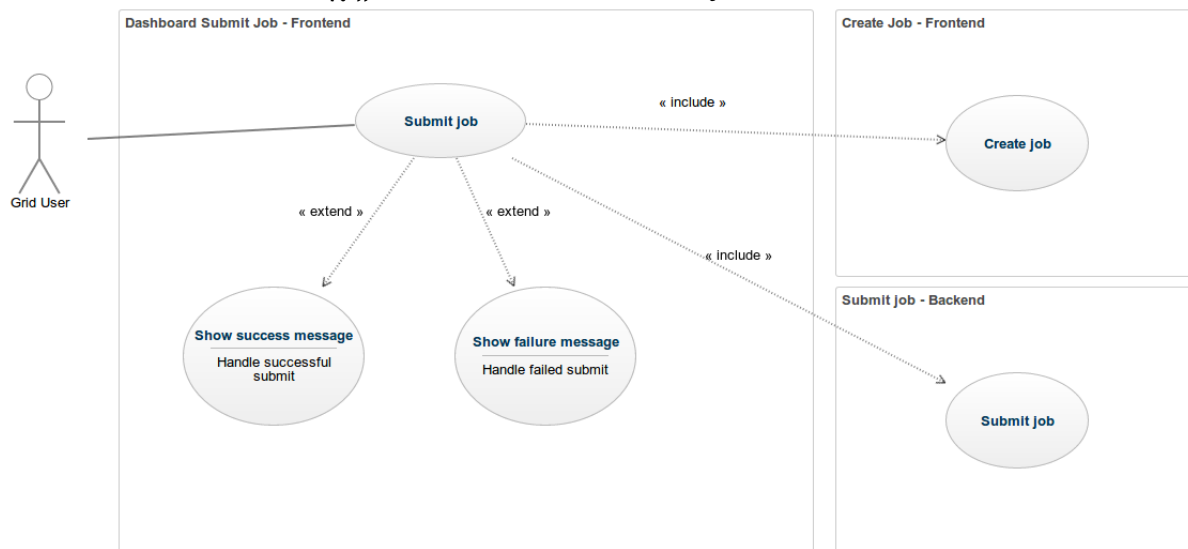 Dashboard Submit Job - Frontend
Create Job - Frontend
« include »
Submit job
Create job
Grid User
« extend »
« extend »
« include »
Submit job - Backend
Show success message
Handle successful
submit
Show failure message
Handle failed submit
Submit job